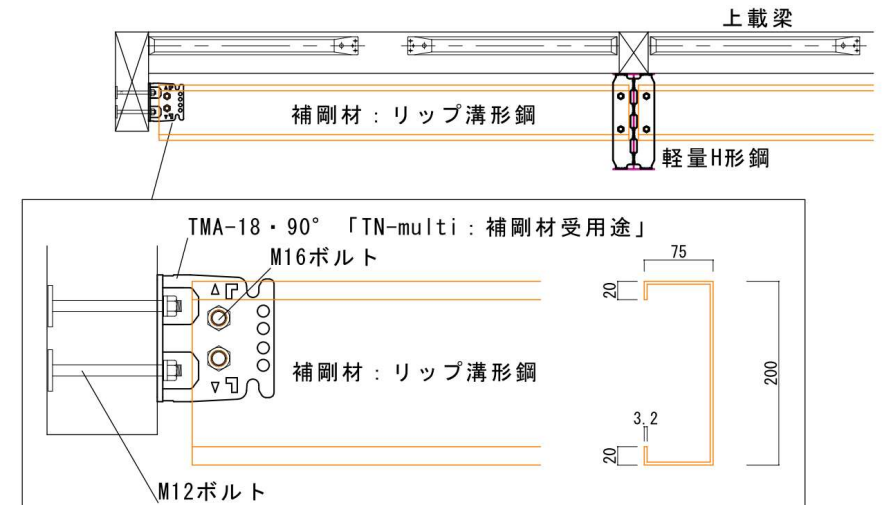 上載梁
補剛材：リップ溝形鋼
軽量H形鋼
TMA-18・90° 「TN-multi：補剛材受用途」
M16ボルト
75
20
補剛材：リップ溝形鋼
200
3.2
20
M12ボルト